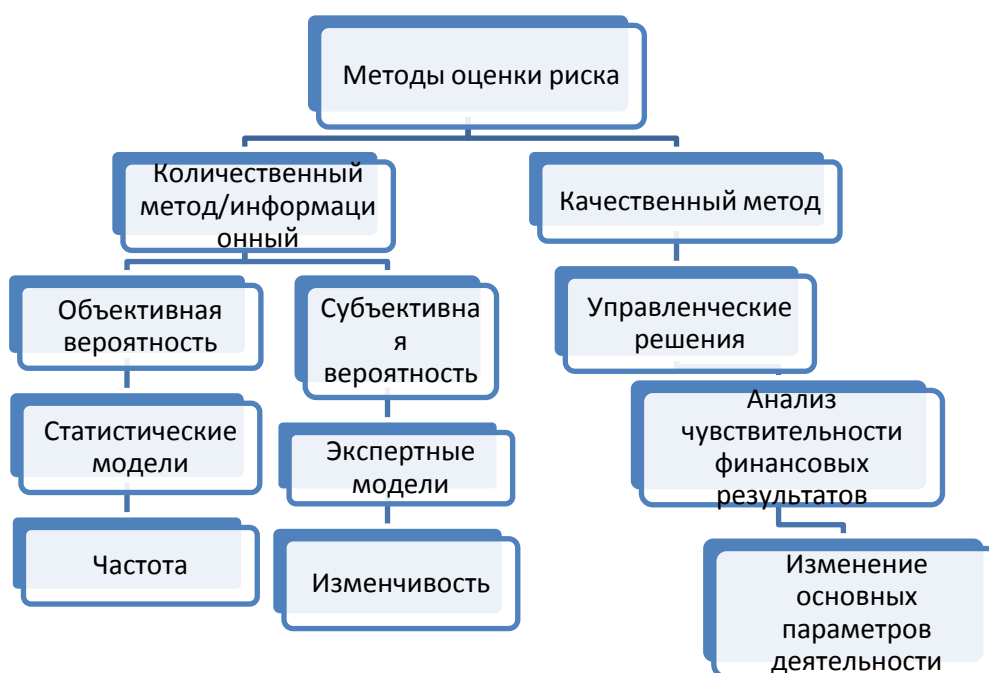 Методы оценки риска
Количественный
метод/информаци
онный
Качественный метод
Объективная
вероятность
Субъективна
я
вероятность
Управленческие
решения
Статистические
модели
Экспертные
модели
Анализ
чувствительности
финансовых
результатов
Частота
Изменчивость
Изменение
основных
параметров
деятельности